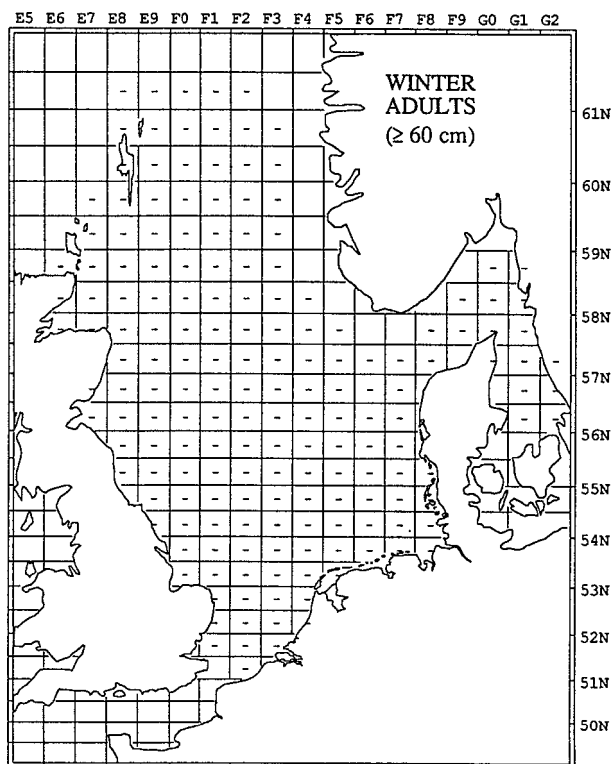 E5 E6 E7 E8 E9 F0 F1 F2 F3 F4 F5 F6 F7 F8 F9 G0 G1 G2
WINTER
ADULTS
(≥ 60 cm)
61N
60N
59N
58N
57N
56N
55N
54N
53N
52N
51N
50N